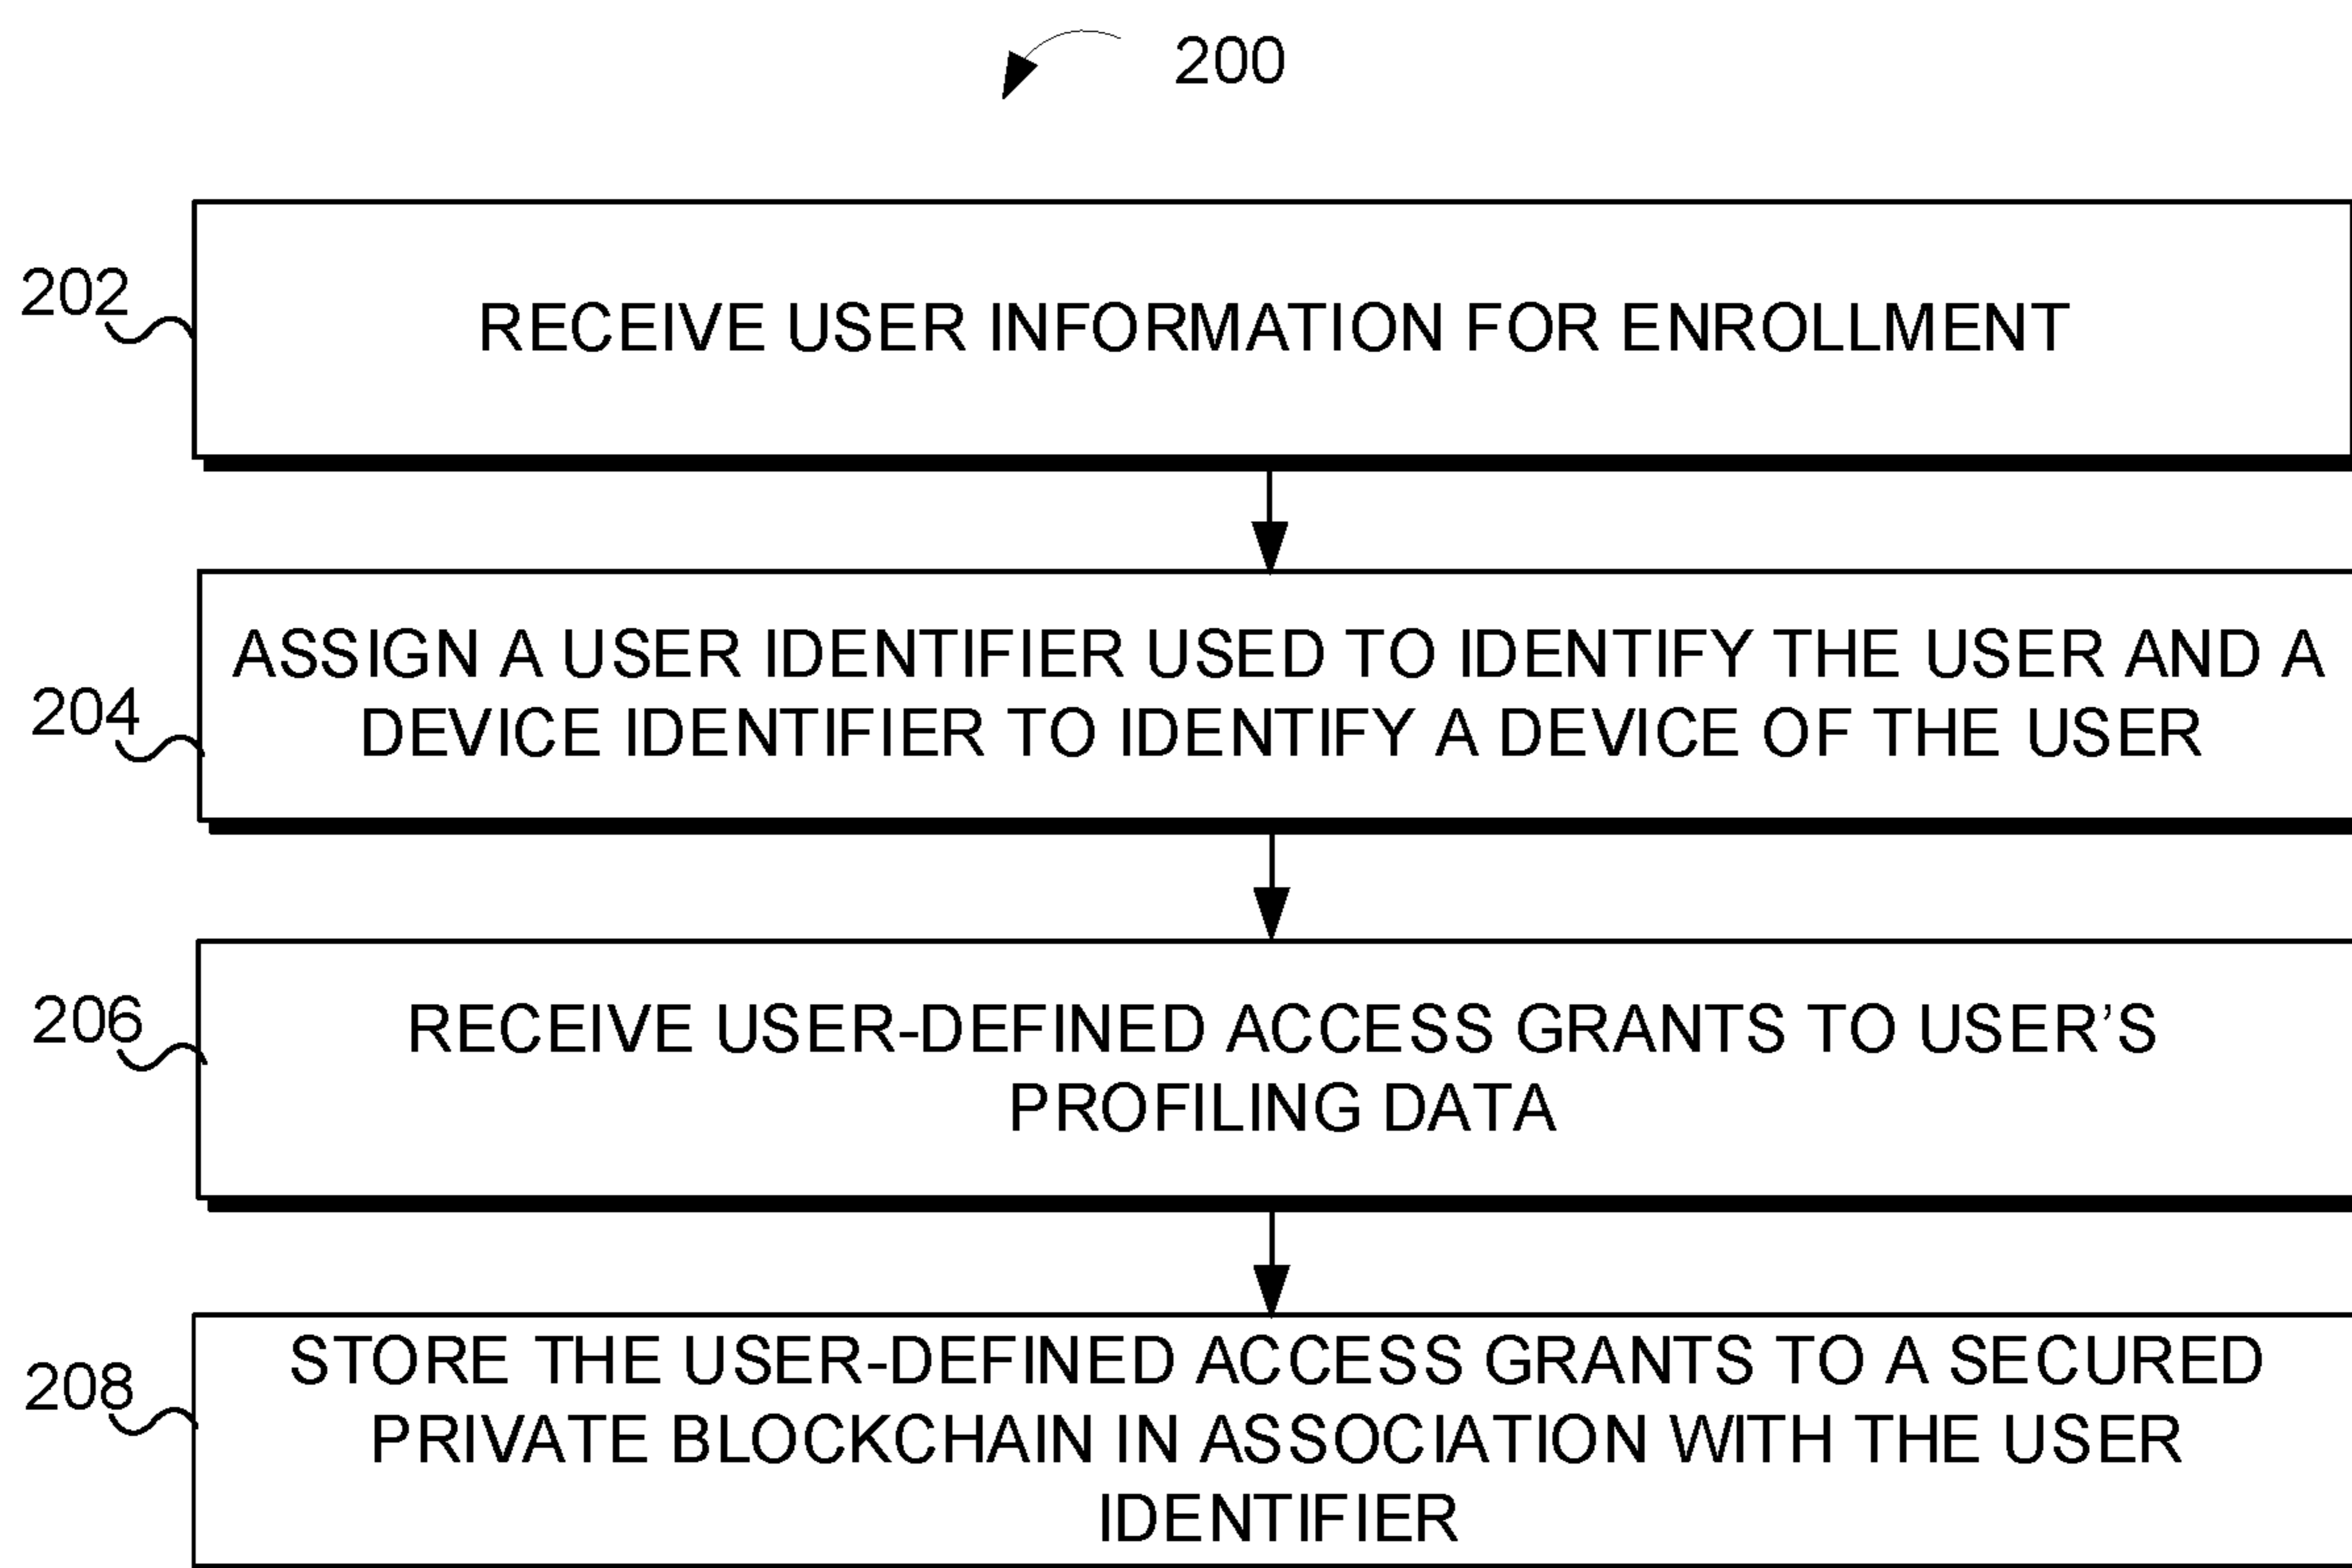 200
202
RECEIVE USER INFORMATION FOR ENROLLMENT
204
ASSIGN A USER IDENTIFIER USED TO IDENTIFY THE USER AND A
DEVICE IDENTIFIER TO IDENTIFY A DEVICE OF THE USER
206
RECEIVE USER-DEFINED ACCESS GRANTS TO USER’S
PROFILING DATA
208
STORE THE USER-DEFINED ACCESS GRANTS TO A SECURED
PRIVATE BLOCKCHAIN IN ASSOCIATION WITH THE USER
IDENTIFIER